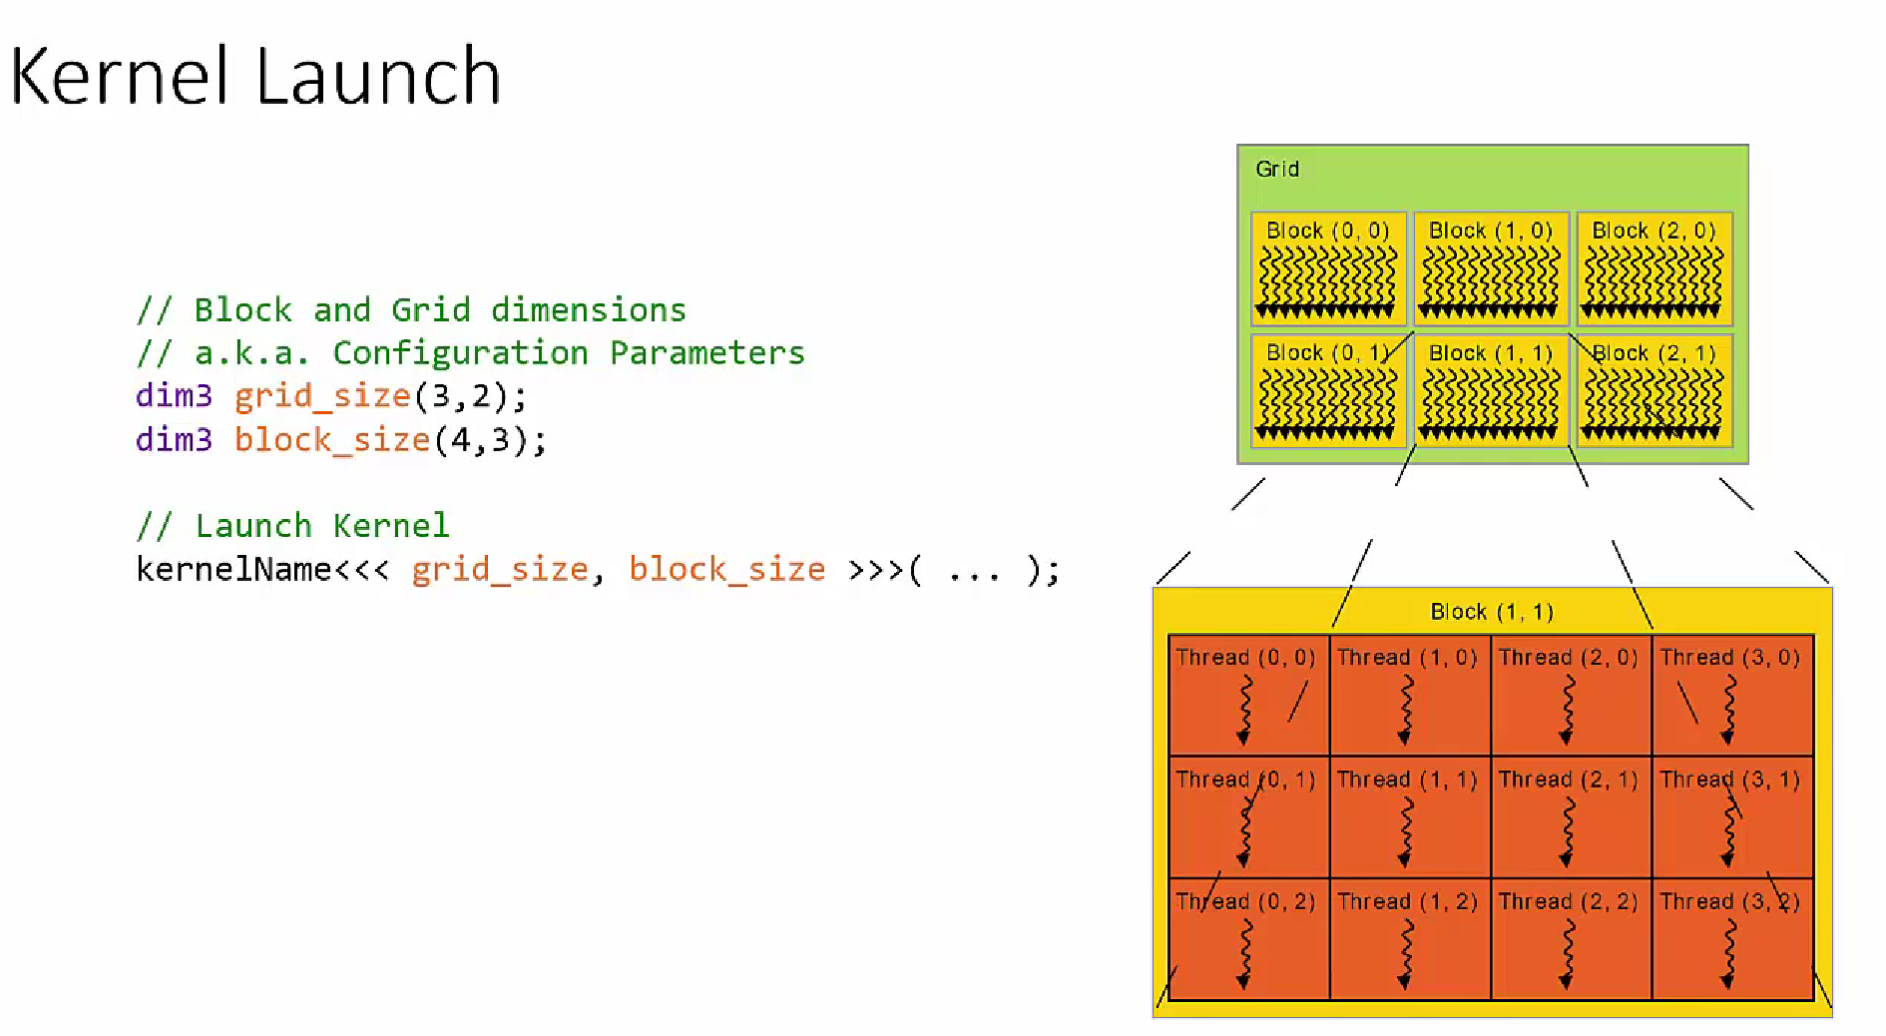 Kernel Launch
// Block and Grid dimensions
// a.k.a. Configuration Parameters
dim3 grid_size(3,2);
dim3 block_size(4,3);
// Launch Kernel
kernelName<<< grid_size, block_size >>>( ... );
Grid
Block (0, 0) Block (1, 0) Block (2, 0)
Block (0, 1) Block (1, 1) Block (2, 1)
Block (1, 1)
Thread (0, 0) Thread (1, 0) Thread (2, 0) Thread (3, 0)
Thread (0, 1) Thread (1, 1) Thread (2, 1) Thread (3, 1)
Thread (0, 2) Thread (1, 2) Thread (2, 2) Thread (3, 2)